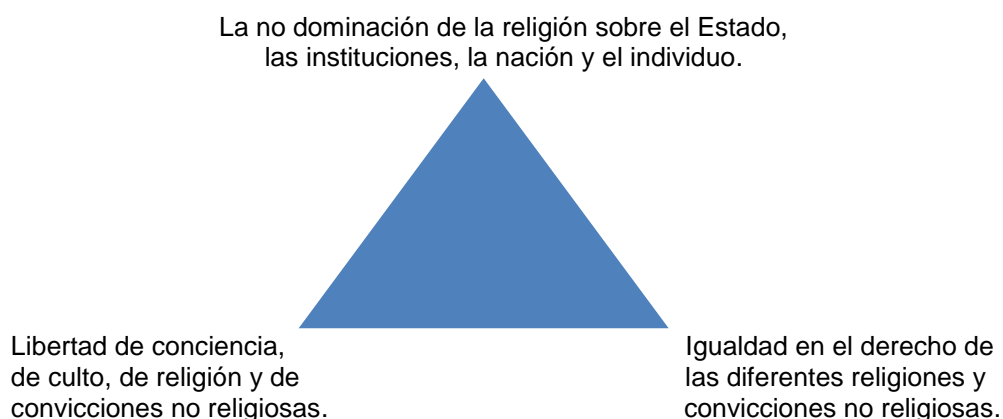 La no dominación de la religión sobre el Estado,
las instituciones, la nación y el individuo.
Libertad de conciencia,
de culto, de religión y de
convicciones no religiosas.
Igualdad en el derecho de
las diferentes religiones y
convicciones no religiosas.